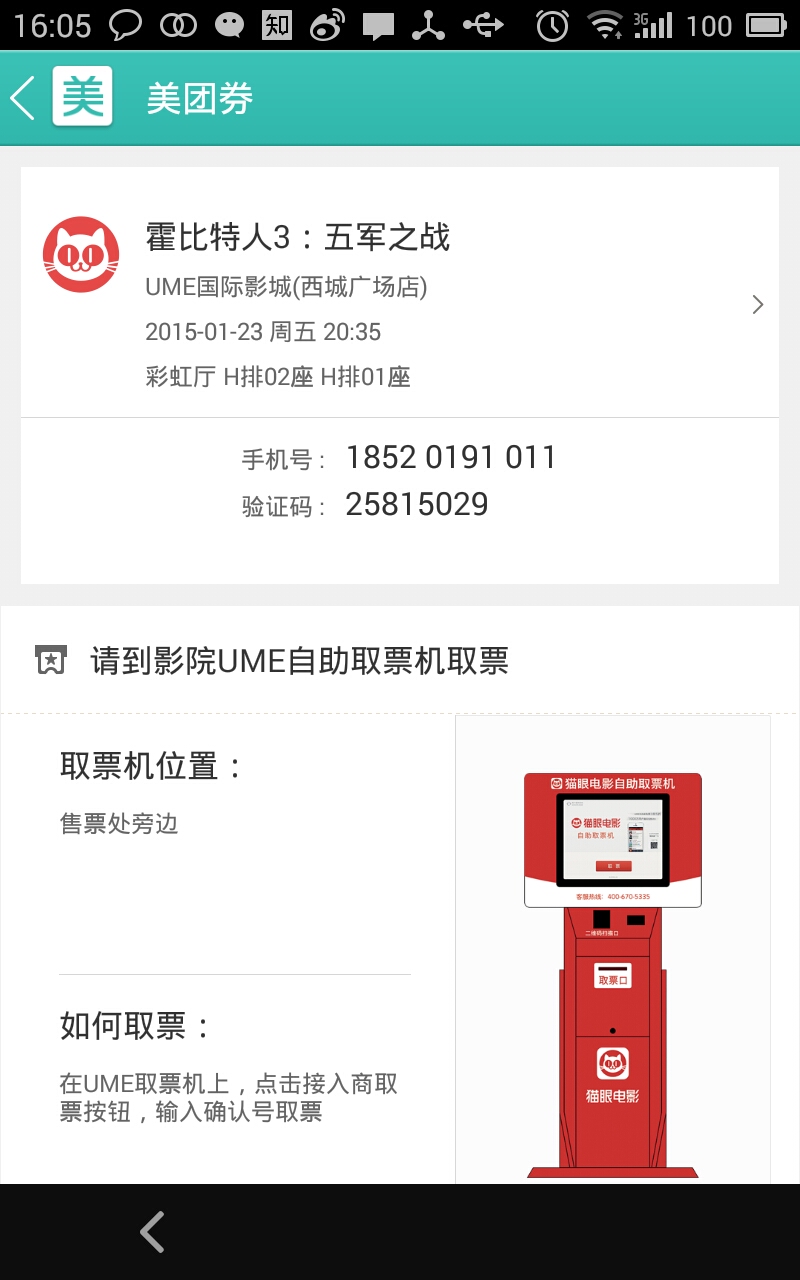 16:05 知 3G 100
美 美团券
霍比特人3：五军之战
UME国际影城(西城广场店)
2015-01-23 周五 20:35
彩虹厅 H排02座 H排01座
手机号： 1852 0191 011
验证码： 25815029
请到影院UME自助取票机取票
取票机位置：
售票处旁边
如何取票：
在UME取票机上，点击接入商取
票按钮，输入确认号取票
猫眼电影自助取票机
猫眼电影
自助取票机
取票
客服热线：400-670-5335
二维码扫描口
取票口
猫眼电影